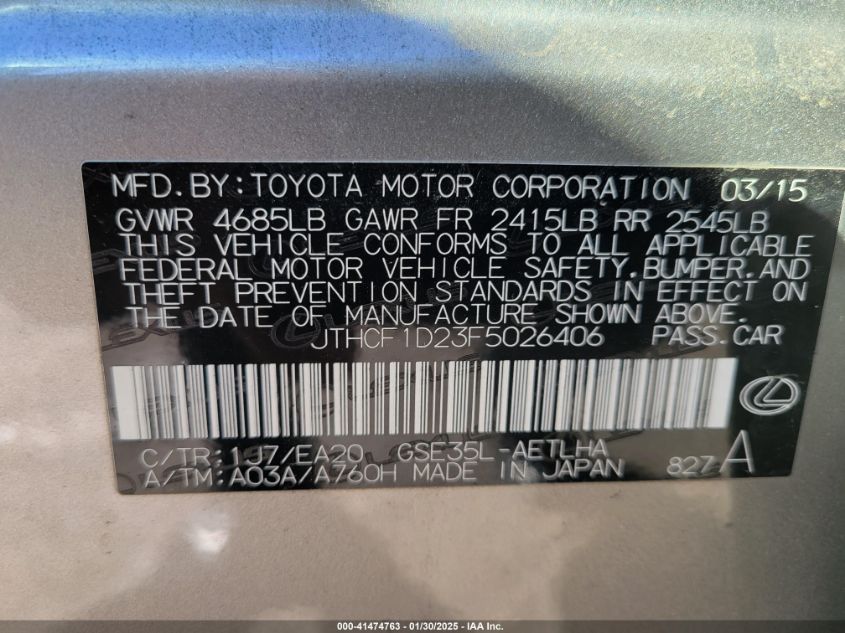 MFD.BY:TOYOTA MOTOR CORPORATION 03/15
GVWR 4685LB GAWR FR 2415LB RR 2545LB
THIS VEHICLE CONFORMS TO ALL APPLICABLE
FEDERAL MOTOR VEHICLE SAFETY,BUMPER,AND
THEFT PREVENTION STANDARDS IN EFFECT ON
THE DATE OF MANUFACTURE SHOWN ABOVE.
JTHCF1D23F5026406 PASS.CAR
C/TR:1J7/EA20 GSE35L-AETLHA
A/TM:A03A/A760H MADE IN JAPAN 827-A
000-41474763 - 01/30/2025 - IAA Inc.